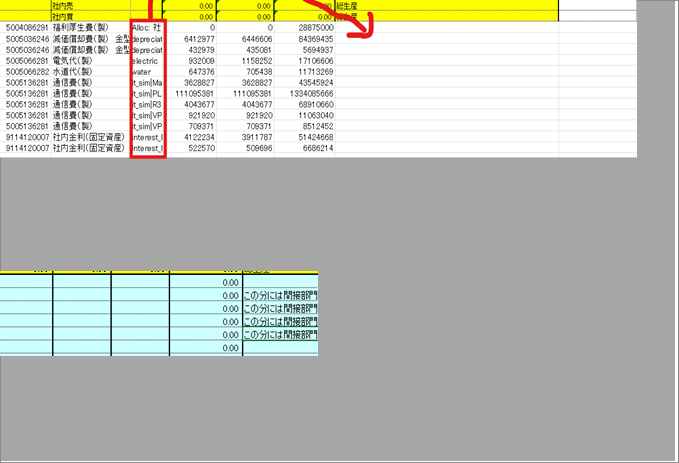 社内売 0.00 0.00 0.00 総生産
社内買 0.00 0.00 0.00
5004086291 福利厚生費(製) Alloc: 社 0 0 28875000
5005036246 減価償却費(製) 金型 depreciat 6412977 6446606 84369435
5005036246 減価償却費(製) 金型 depreciat 432979 435081 5694937
5005066281 電気代(製) electric 932009 1158252 17106606
5005066282 水道代(製) water 647376 705438 11713269
5005136281 通信費(製) it_sim|Ma 3628827 3628827 43545924
5005136281 通信費(製) it_sim|PL 111095381 111095381 1334085666
5005136281 通信費(製) it_sim|R3 4043677 4043677 68910660
5005136281 通信費(製) it_sim|VP 921920 921920 11063040
5005136281 通信費(製) it_sim|VP 709371 709371 8512452
9114120007 社内金利(固定資産) interest_l 4122234 3911787 51424668
9114120007 社内金利(固定資産) interest_l 522570 509696 6686214
0.00
0.00 この分には間接部門
0.00 この分には間接部門
0.00 この分には間接部門
0.00 この分には間接部門
0.00